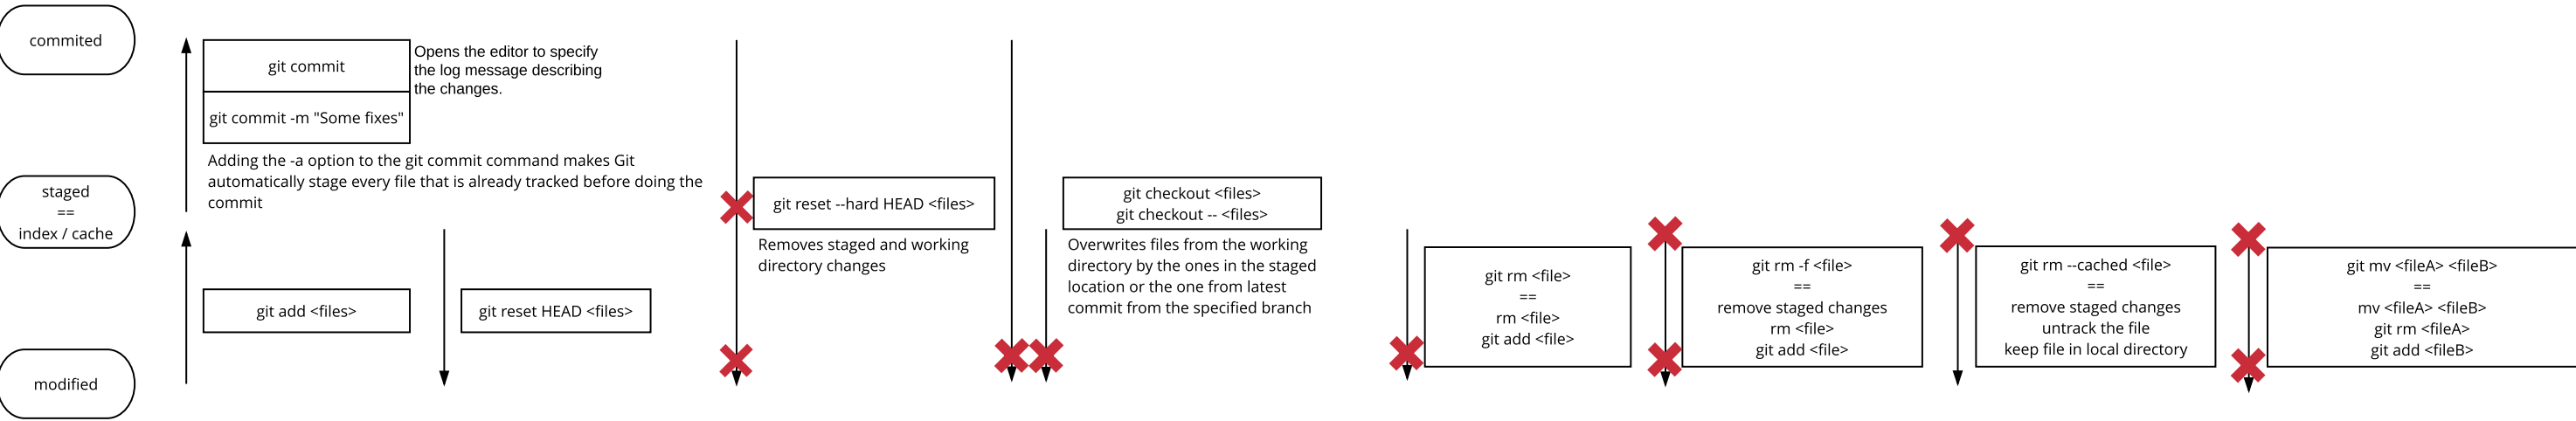 commited
staged
==
index / cache
modified
git commit
git commit -m "Some fixes"
Opens the editor to specify
the log message describing
the changes.
Adding the -a option to the git commit command makes Git
automatically stage every file that is already tracked before doing the
commit
git add <files>
git reset HEAD <files>
git reset --hard HEAD <files>
Removes staged and working
directory changes
git checkout <files>
git checkout -- <files>
Overwrites files from the working
directory by the ones in the staged
location or the one from latest
commit from the specified branch
git rm <file>
==
rm <file>
git add <file>
git rm -f <file>
==
remove staged changes
rm <file>
git add <file>
git rm --cached <file>
==
remove staged changes
untrack the file
keep file in local directory
git mv <fileA> <fileB>
==
mv <fileA> <fileB>
git rm <fileA>
git add <fileB>